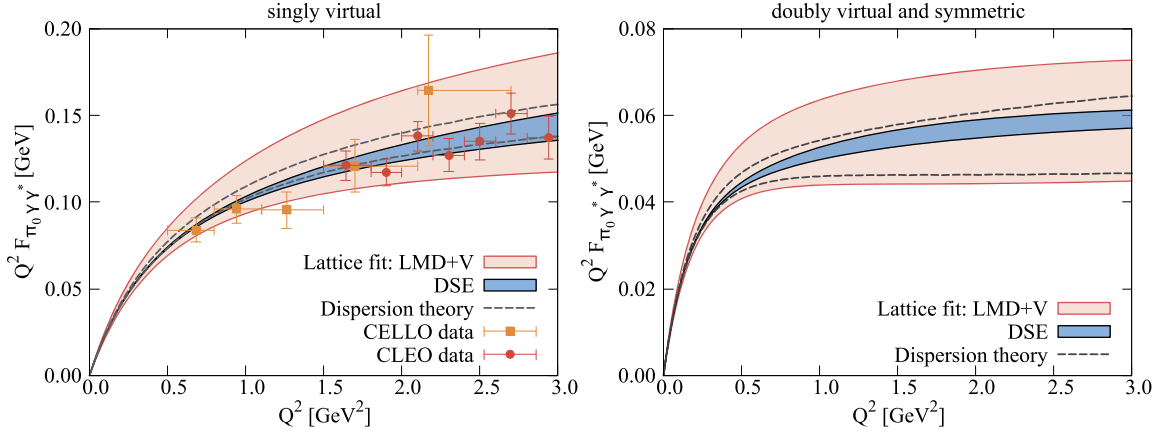 singly virtual
0.20
0.15
0.10
0.05
0.00
Q² F_π₀ γ γ* [GeV]
Lattice fit: LMD+V
DSE
Dispersion theory
CELLO data
CLEO data
0.0 0.5 1.0 1.5 2.0 2.5 3.0
Q² [GeV²]
doubly virtual and symmetric
0.08
0.06
0.04
0.02
0.00
Q² F_π₀ γ* γ* [GeV]
Lattice fit: LMD+V
DSE
Dispersion theory
0.0 0.5 1.0 1.5 2.0 2.5 3.0
Q² [GeV²]